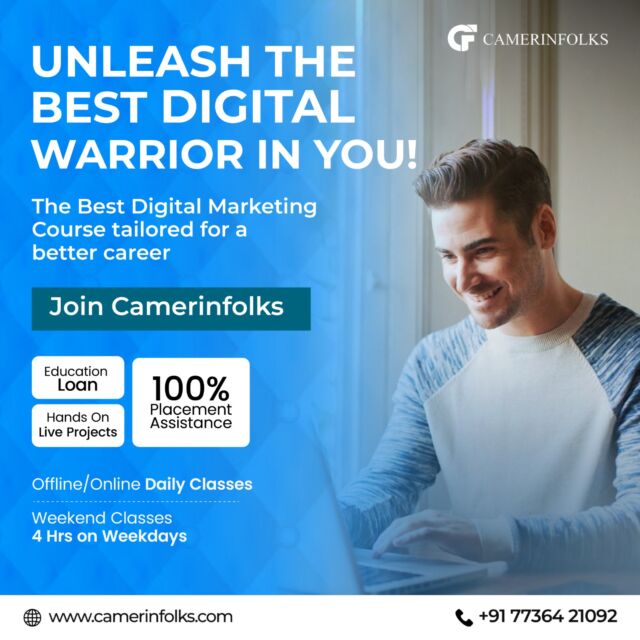 CF CAMERINFOLKS
UNLEASH THE
BEST DIGITAL
WARRIOR IN YOU!
The Best Digital Marketing
Course tailored for a
better career
Join Camerinfolks
Education
Loan
Hands On
Live Projects
100%
Placement
Assistance
Offline/Online Daily Classes
Weekend Classes
4 Hrs on Weekdays
www.camerinfolks.com
+91 77364 21092